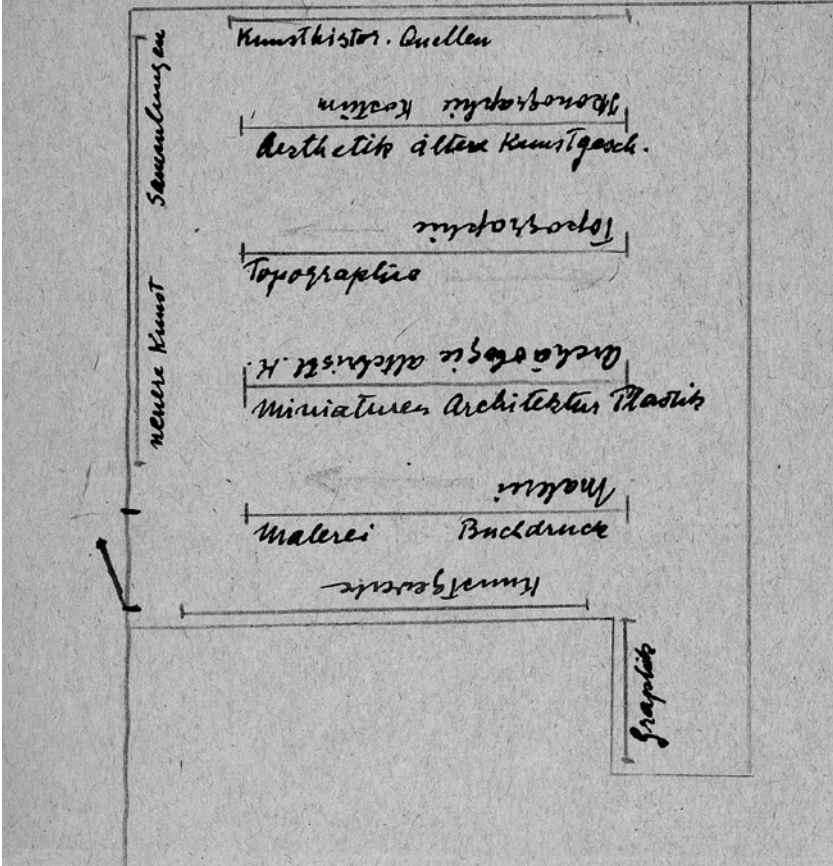 Kunsthistor. Quellen
Ikonographie Kostüm
Aesthetik ältere Kunstgesch.
Topographie
Topographie
Archäologie altchristl. K.
Miniaturen Architektur Plastik
Malerei
Malerei Buchdruck
Kunstgewerbe
Graphik
neuere Kunst Sammlungen